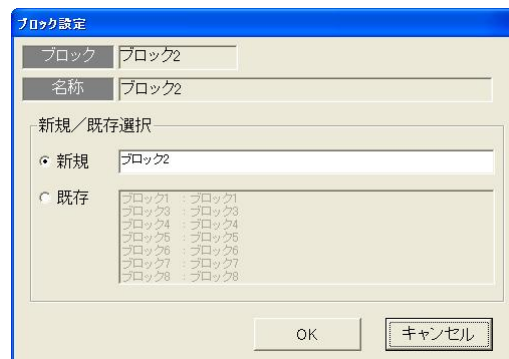 ブロック設定
ブロック ブロック2
名称 ブロック2
新規／既存選択
新規 ブロック2
既存
ブロック1 : ブロック1
ブロック3 : ブロック3
ブロック4 : ブロック4
ブロック5 : ブロック5
ブロック6 : ブロック6
ブロック7 : ブロック7
ブロック8 : ブロック8
OK キャンセル